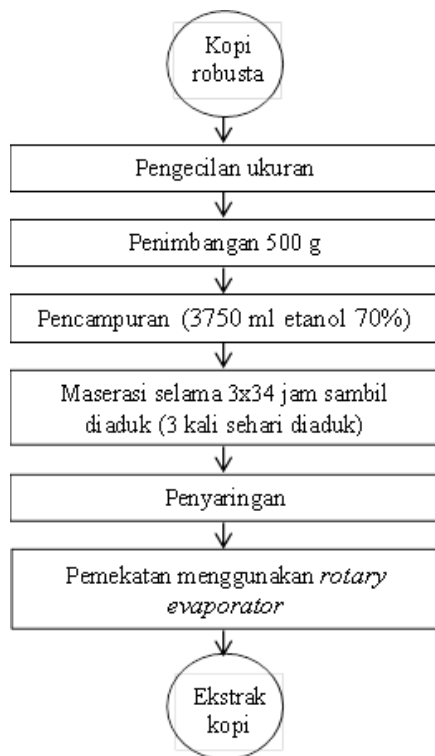 Kopi
robusta
Pengecilan ukuran
Penimbangan 500 g
Pencampuran (3750 ml etanol 70%)
Maserasi selama 3x34 jam sambil
diaduk (3 kali sehari diaduk)
Penyaringan
Pemekatan menggunakan rotary
evaporator
Ekstrak
kopi